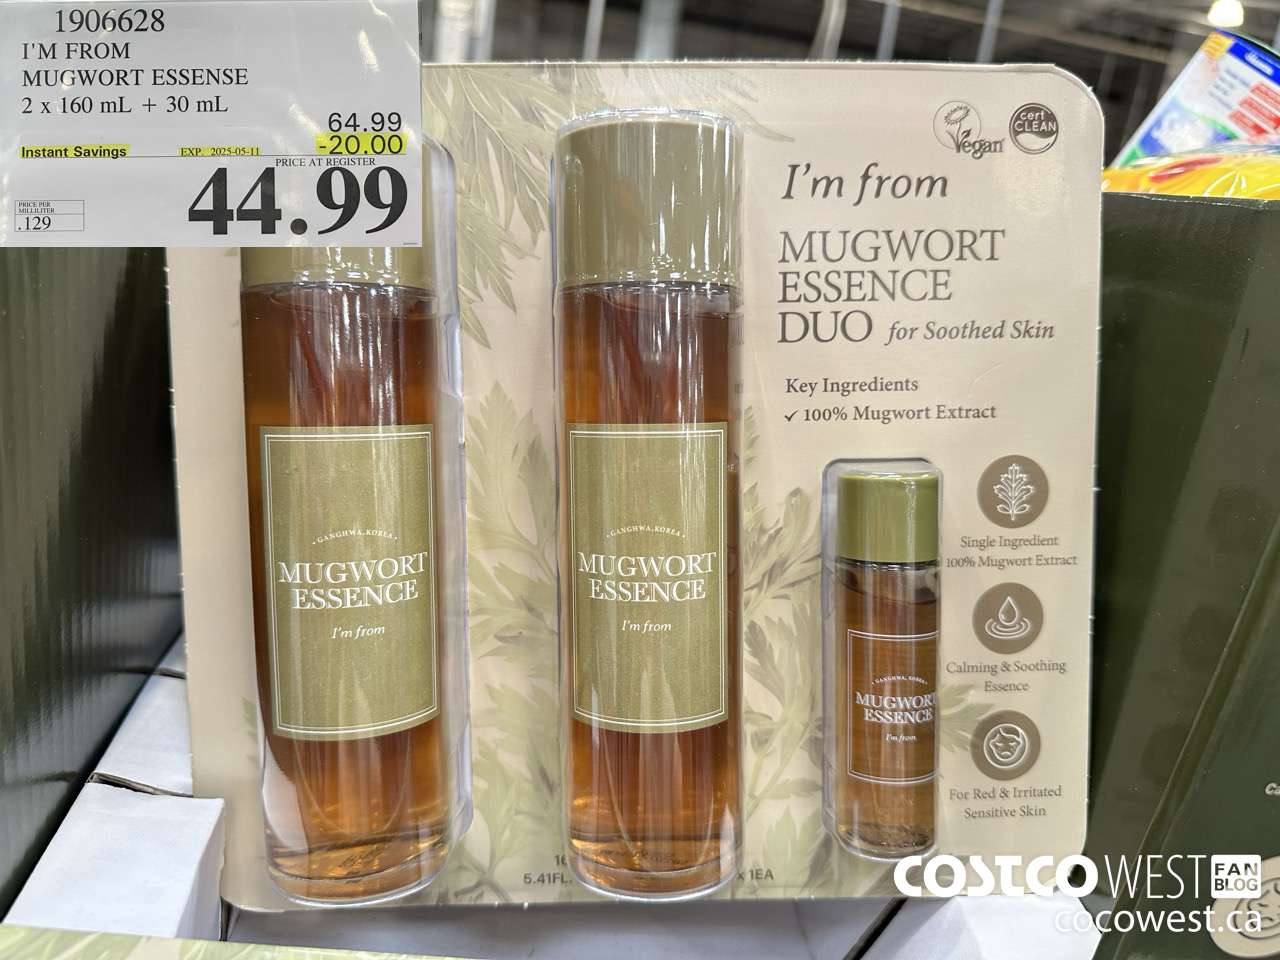 1906628
I'M FROM
MUGWORT ESSENSE
2 x 160 mL + 30 mL
64.99
Instant Savings
EXP. 2025-05-11
-20.00
PRICE AT REGISTER
44.99
PRICE PER
MILLILITER
.129
Vegan
cert
CLEAN
I'm from
MUGWORT
ESSENCE
DUO for Soothed Skin
Key Ingredients
✓ 100% Mugwort Extract
Single Ingredient
100% Mugwort Extract
Calming & Soothing
Essence
For Red & Irritated
Sensitive Skin
• GANGHWA, KOREA •
MUGWORT
ESSENCE
I'm from
• GANGHWA, KOREA •
MUGWORT
ESSENCE
I'm from
• GANGHWA, KOREA •
MUGWORT
ESSENCE
I'm from
5.41FL.
x 1EA
COSTCO WEST FAN BLOG
cocowest.ca